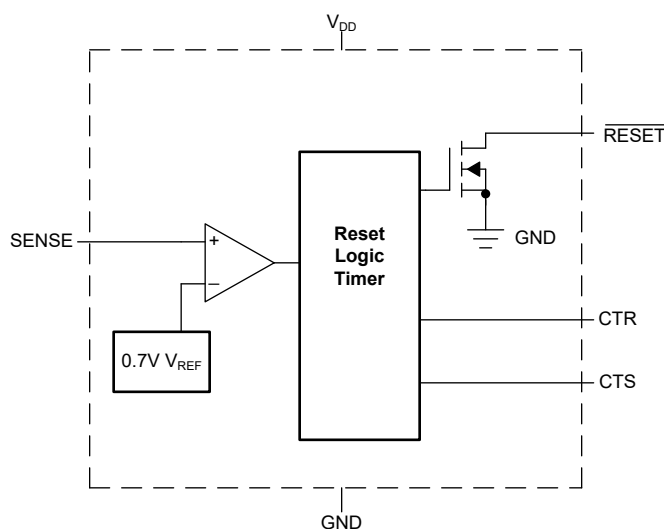 V_DD
RESET
SENSE
+
−
Reset
Logic
Timer
GND
0.7V V_REF
CTR
CTS
GND